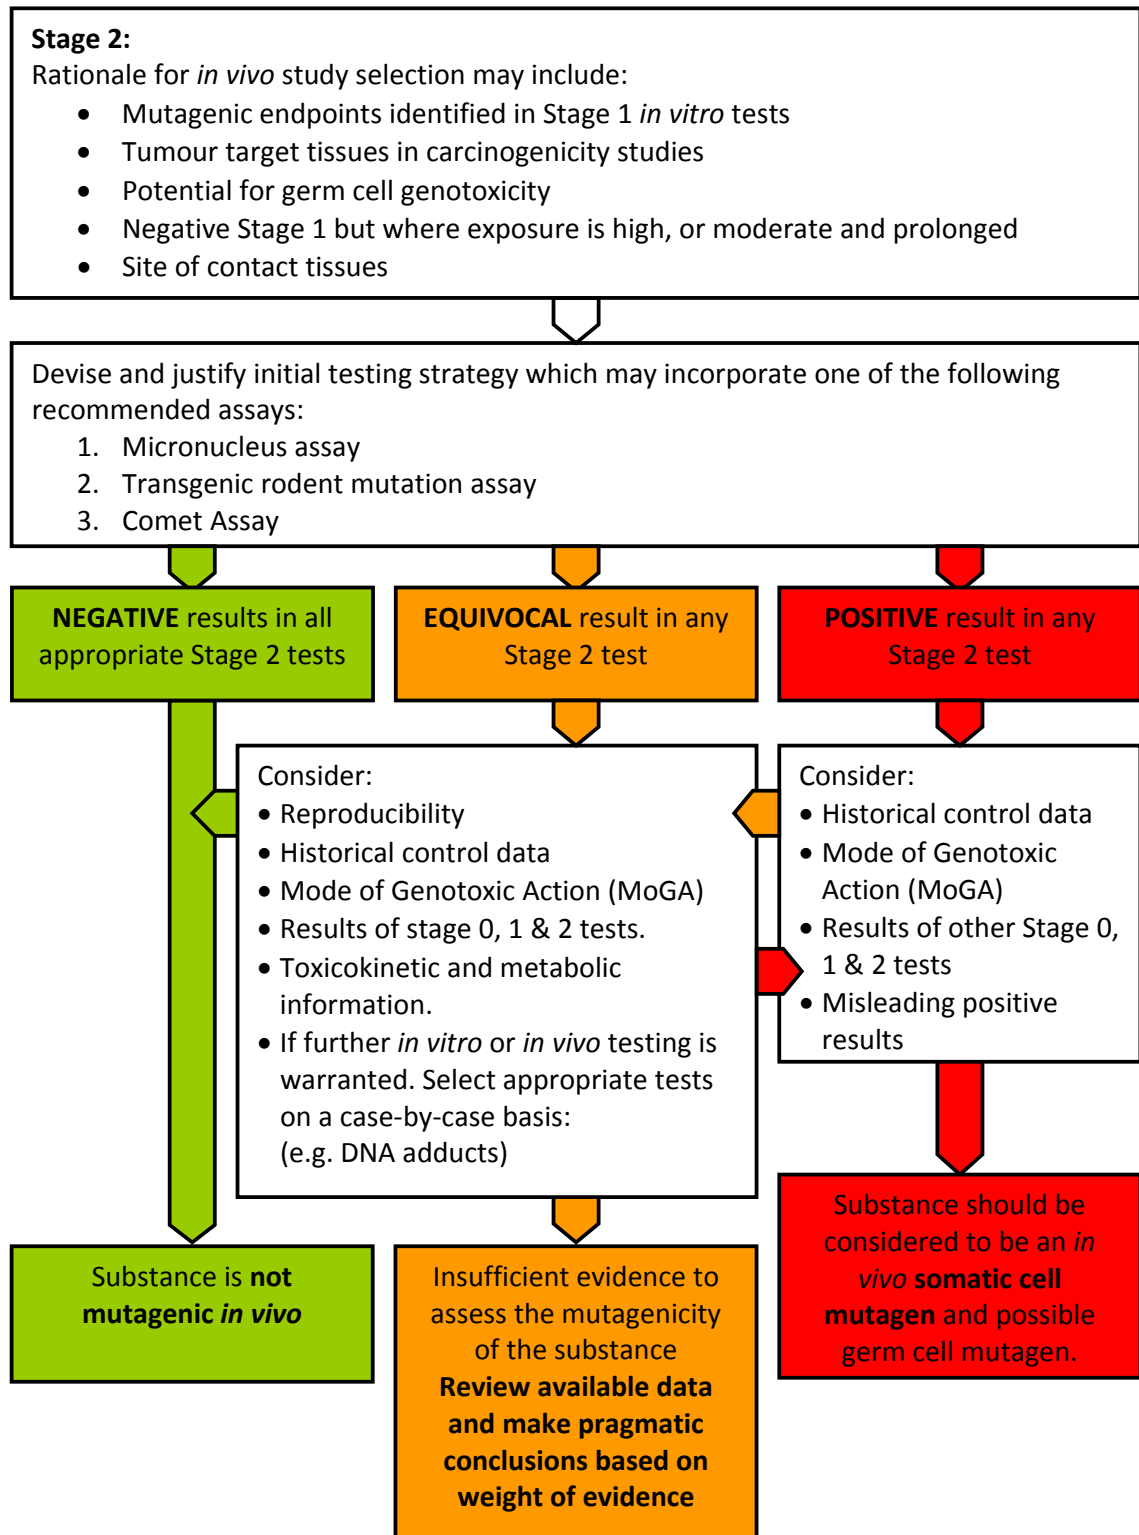 Stage 2:
Rationale for in vivo study selection may include:
• Mutagenic endpoints identified in Stage 1 in vitro tests
• Tumour target tissues in carcinogenicity studies
• Potential for germ cell genotoxicity
• Negative Stage 1 but where exposure is high, or moderate and prolonged
• Site of contact tissues
Devise and justify initial testing strategy which may incorporate one of the following
recommended assays:
1. Micronucleus assay
2. Transgenic rodent mutation assay
3. Comet Assay
NEGATIVE results in all
appropriate Stage 2 tests
EQUIVOCAL result in any
Stage 2 test
POSITIVE result in any
Stage 2 test
Consider:
• Reproducibility
• Historical control data
• Mode of Genotoxic Action (MoGA)
• Results of stage 0, 1 & 2 tests.
• Toxicokinetic and metabolic
information.
• If further in vitro or in vivo testing is
warranted. Select appropriate tests
on a case-by-case basis:
(e.g. DNA adducts)
Consider:
• Historical control data
• Mode of Genotoxic
Action (MoGA)
• Results of other Stage 0,
1 & 2 tests
• Misleading positive
results
Substance is not
mutagenic in vivo
Insufficient evidence to
assess the mutagenicity
of the substance
Review available data
and make pragmatic
conclusions based on
weight of evidence
Substance should be
considered to be an in
vivo somatic cell
mutagen and possible
germ cell mutagen.